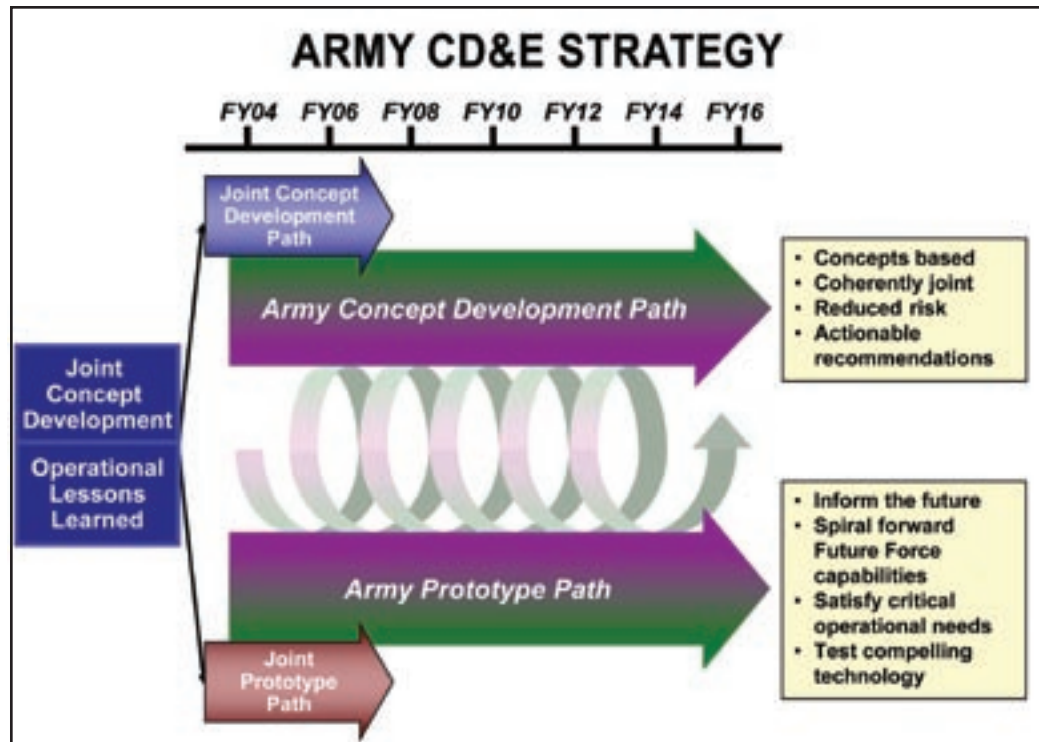 ARMY CD&E STRATEGY
FY04 FY06 FY08 FY10 FY12 FY14 FY16
Joint Concept
Development
Path
Army Concept Development Path
• Concepts based
• Coherently joint
• Reduced risk
• Actionable
recommendations
Joint
Concept
Development
Operational
Lessons
Learned
Army Prototype Path
• Inform the future
• Spiral forward
Future Force
capabilities
• Satisfy critical
operational needs
• Test compelling
technology
Joint
Prototype
Path